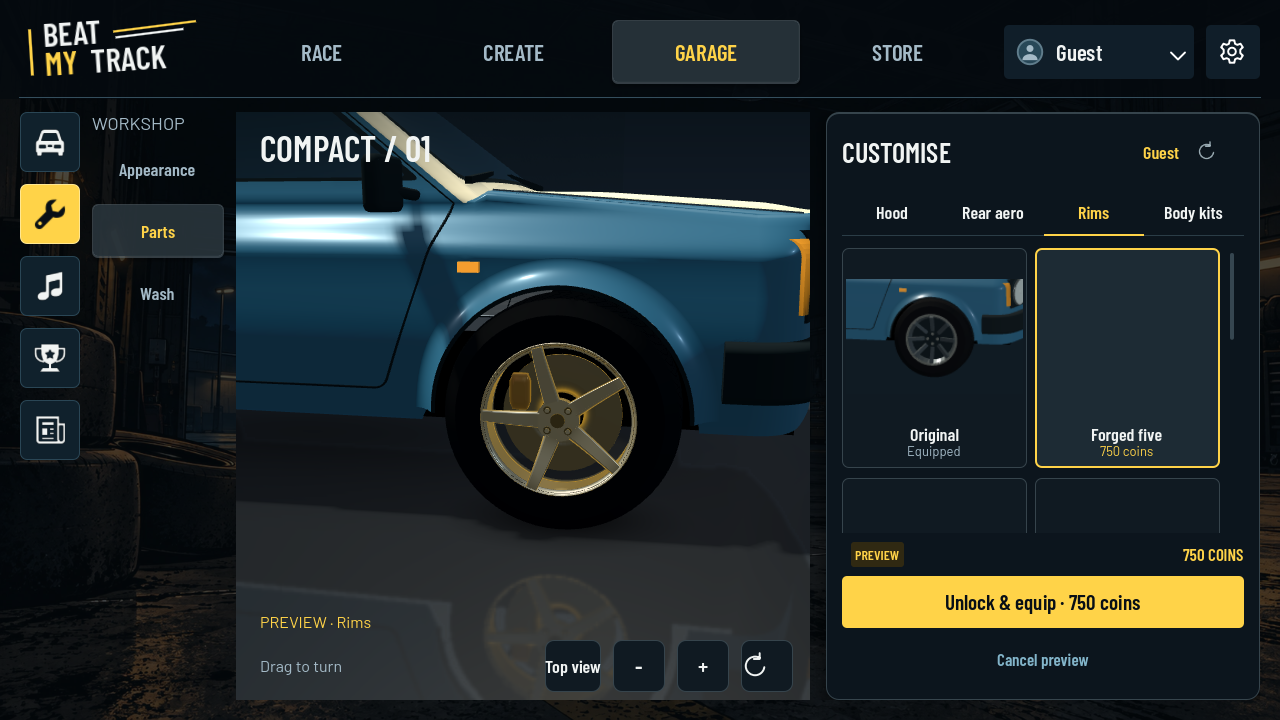 BEAT
MY TRACK
RACE
CREATE
GARAGE
STORE
Guest
WORKSHOP
Appearance
Parts
Wash
COMPACT / 01
PREVIEW · Rims
Drag to turn
Top view
-
+
CUSTOMISE
Guest
Hood
Rear aero
Rims
Body kits
Original
Equipped
Forged five
750 coins
PREVIEW
750 COINS
Unlock & equip · 750 coins
Cancel preview